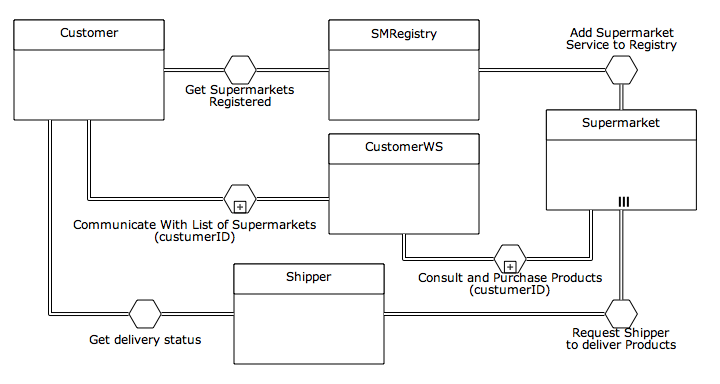 Customer
SMRegistry
Add Supermarket
Service to Registry
Get Supermarkets
Registered
Supermarket
CustomerWS
Communicate With List of Supermarkets
(custumerID)
Consult and Purchase Products
(custumerID)
Shipper
Get delivery status
Request Shipper
to deliver Products